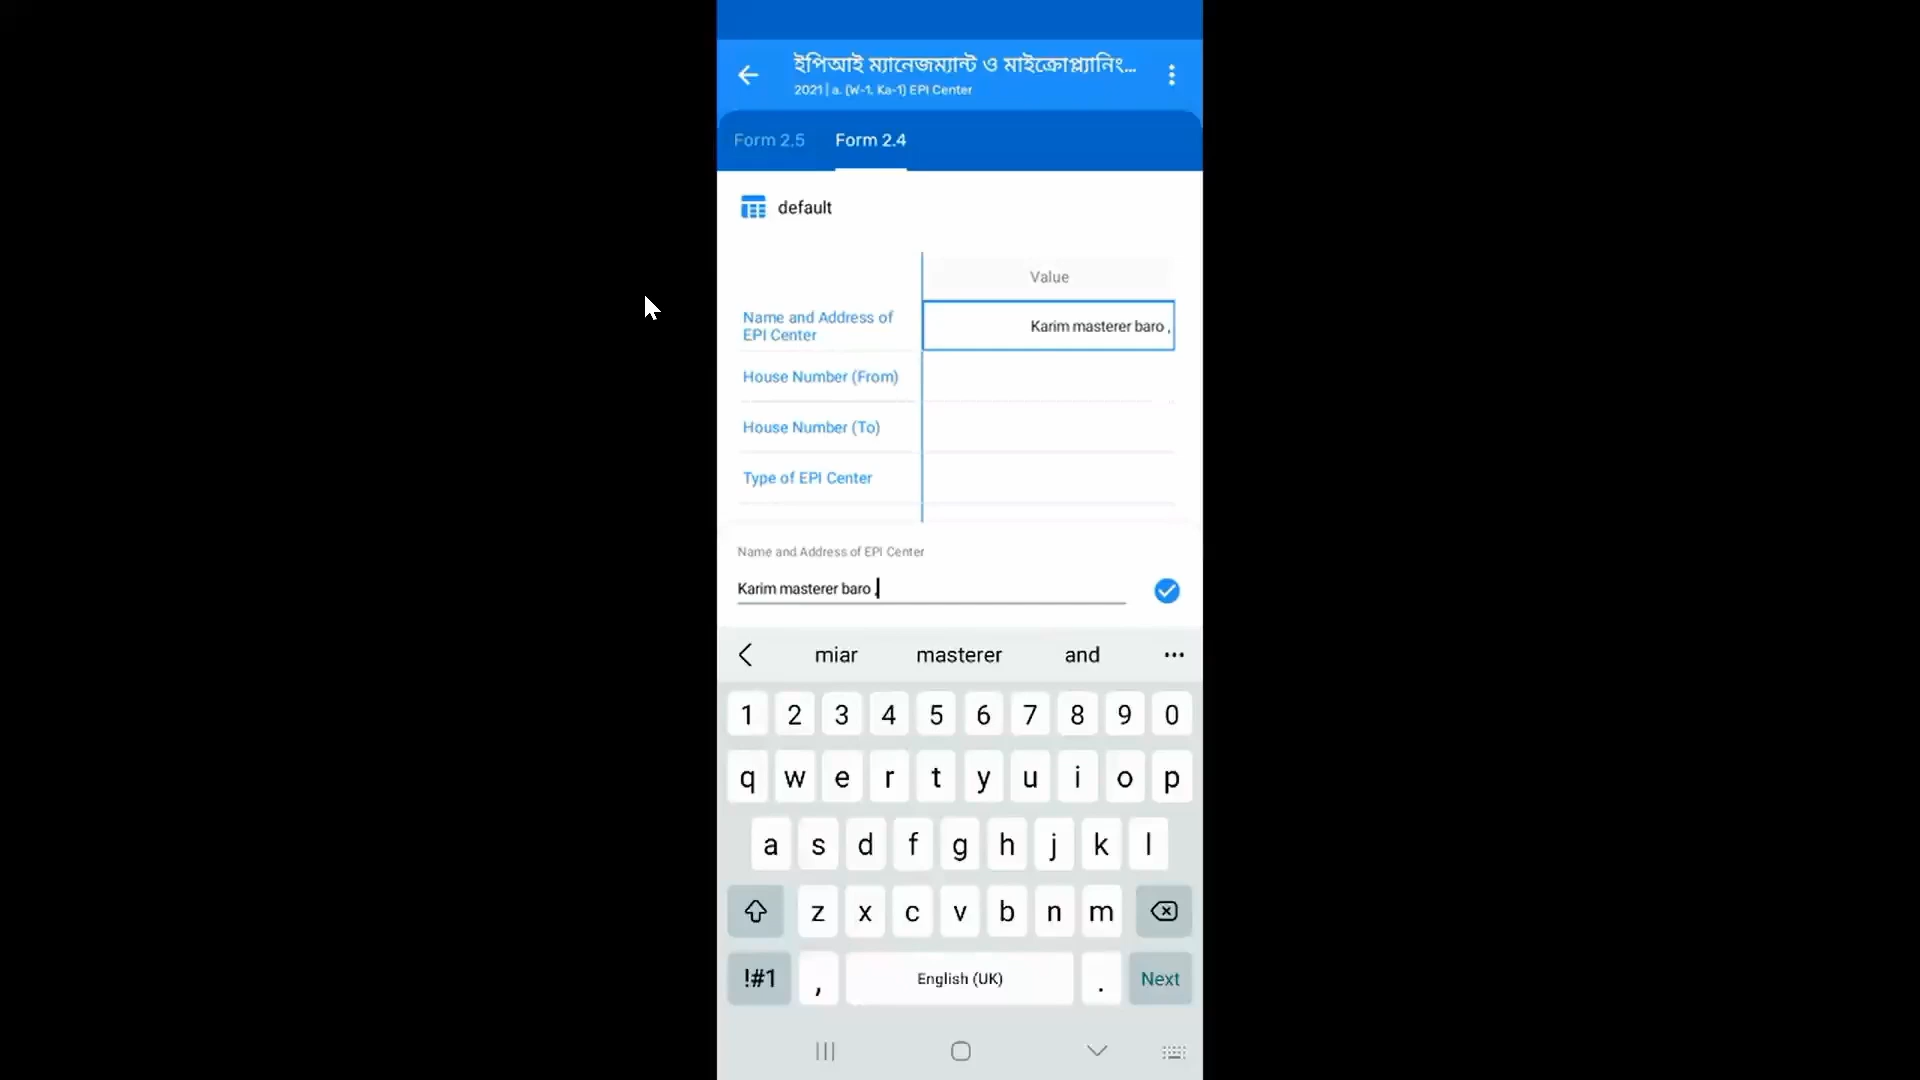 ইপিআই ম্যানেজম্যান্ট ও মাইক্রোপ্ল্যানিং...
2021 | a. (W-1, Ka-1) EPI Center
Form 2.5 Form 2.4
default
Value
Name and Address of
EPI Center
Karim masterer baro ,
House Number (From)
House Number (To)
Type of EPI Center
Name and Address of EPI Center
Karim masterer baro ,
miar masterer and
1 2 3 4 5 6 7 8 9 0
q w e r t y u i o p
a s d f g h j k l
z x c v b n m
!#1 , English (UK) . Next